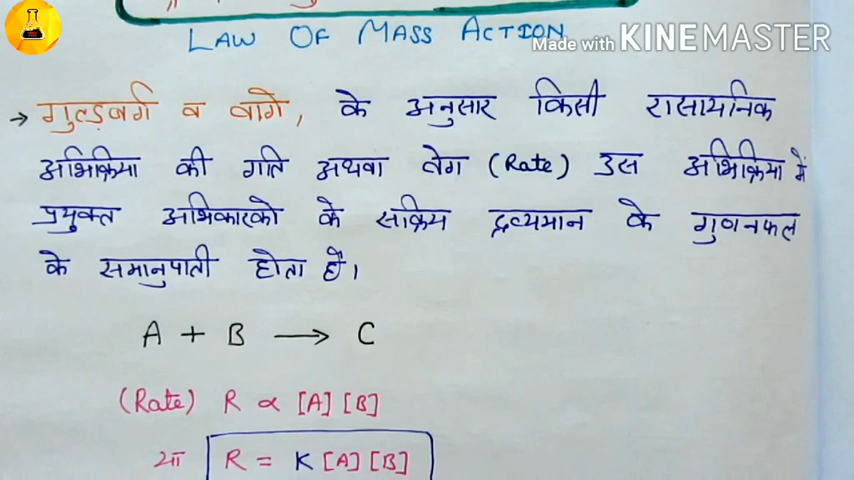 LAW OF MASS ACTION
Made with KINEMASTER
→ गुल्डबर्ग व वागे, के अनुसार किसी रासायनिक
अभिक्रिया की गति अथवा वेग (Rate) उस अभिक्रिया में
प्रयुक्त अभिकारको के सक्रिय द्रव्यमान के गुणनफल
के समानुपाती होता हैं।
A + B → C
(Rate) R ∝ [A] [B]
या R = K [A] [B]